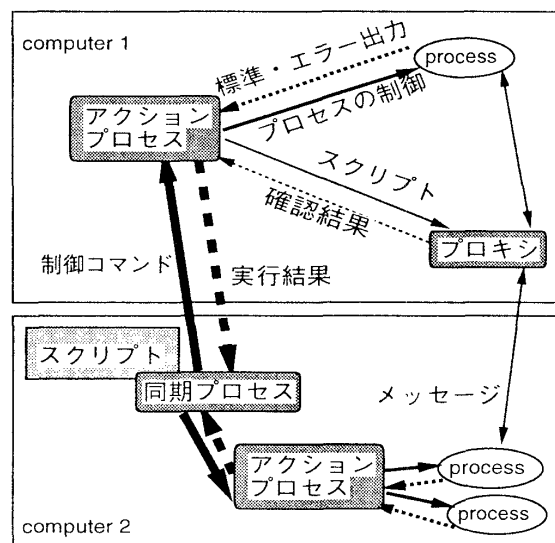 computer 1
標準・エラー出力
process
アクション
プロセス
プロセスの制御
スクリプト
確認結果
プロキシ
制御コマンド
実行結果
スクリプト
同期プロセス
メッセージ
アクション
プロセス
process
process
computer 2